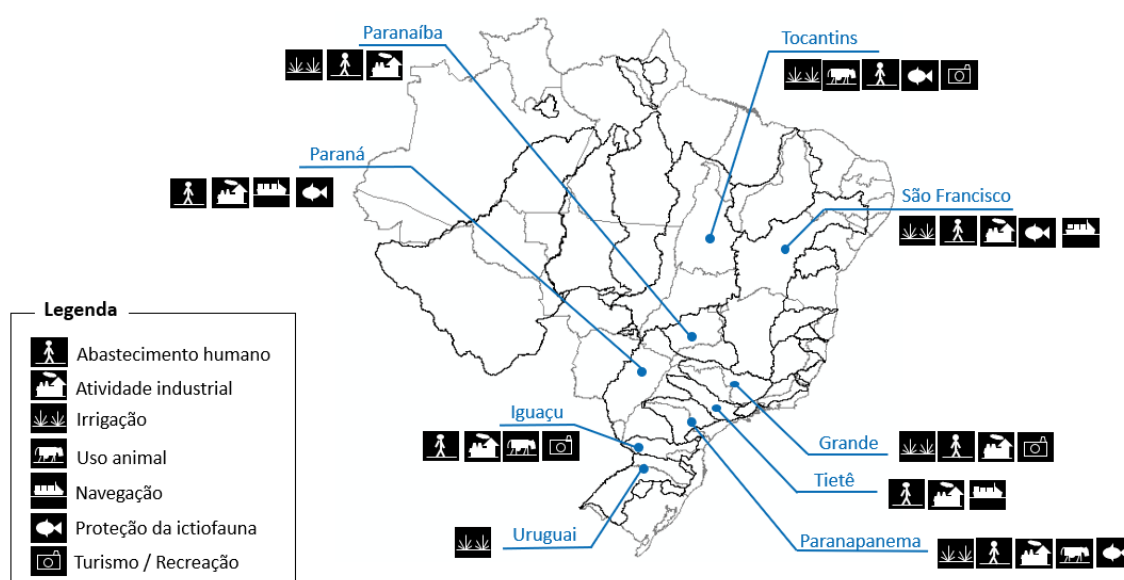 Paranaíba
Tocantins
Paraná
São Francisco
Legenda
Abastecimento humano
Atividade industrial
Irrigação
Uso animal
Navegação
Proteção da ictiofauna
Turismo / Recreação
Iguaçu
Grande
Tietê
Uruguai
Paranapanema